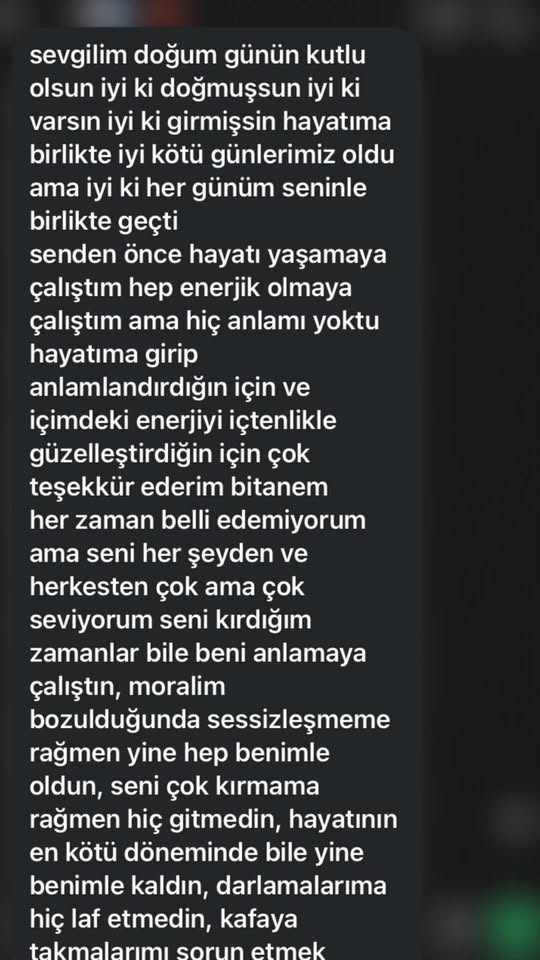 sevgilim doğum günün kutlu
olsun iyi ki doğmuşsun iyi ki
varsın iyi ki girmişsin hayatıma
birlikte iyi kötü günlerimiz oldu
ama iyi ki her günüm seninle
birlikte geçti
senden önce hayatı yaşamaya
çalıştım hep enerjik olmaya
çalıştım ama hiç anlamı yoktu
hayatıma girip
anlamlandırdığın için ve
içimdeki enerjiyi içtenlikle
güzelleştirdiğin için çok
teşekkür ederim bitanem
her zaman belli edemiyorum
ama seni her şeyden ve
herkesten çok ama çok
seviyorum seni kırdığım
zamanlar bile beni anlamaya
çalıştın, moralim
bozulduğunda sessizleşmeme
rağmen yine hep benimle
oldun, seni çok kırmama
rağmen hiç gitmedin, hayatının
en kötü döneminde bile yine
benimle kaldın, darlamalarıma
hiç laf etmedin, kafaya
takmalarımı sorun etmek